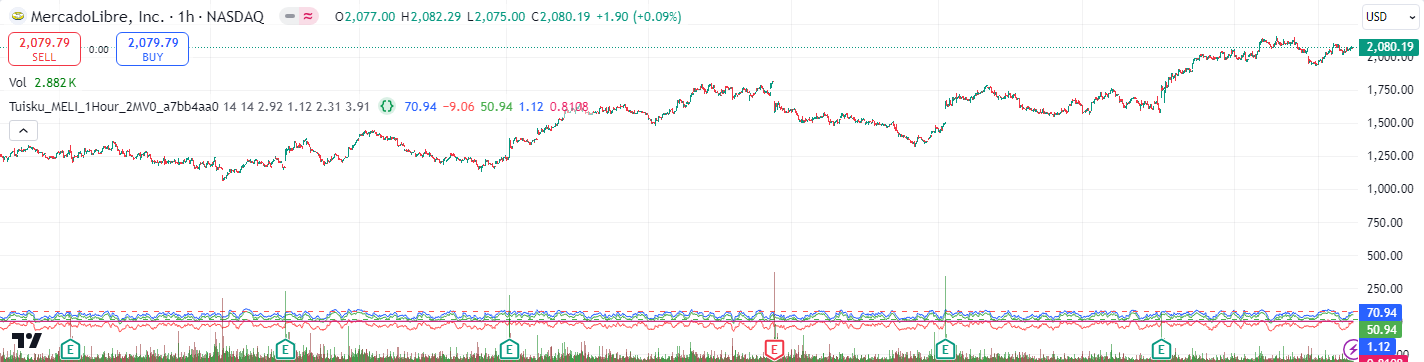 MercadoLibre, Inc. · 1h · NASDAQ O2,077.00 H2,082.29 L2,075.00 C2,080.19 +1.90 (+0.09%)
USD
2,079.79 SELL 0.00 2,079.79 BUY
2,080.19
2,000.00
Vol 2.882 K
1,750.00
Tuisku_MELI_1Hour_2MV0_a7bb4aa0 14 14 2.92 1.12 2.31 3.91 {} 70.94 −9.06 50.94 1.12 0.8108
1,500.00
1,250.00
1,000.00
750.00
500.00
250.00
70.94
50.94
1.12
E E E E E E